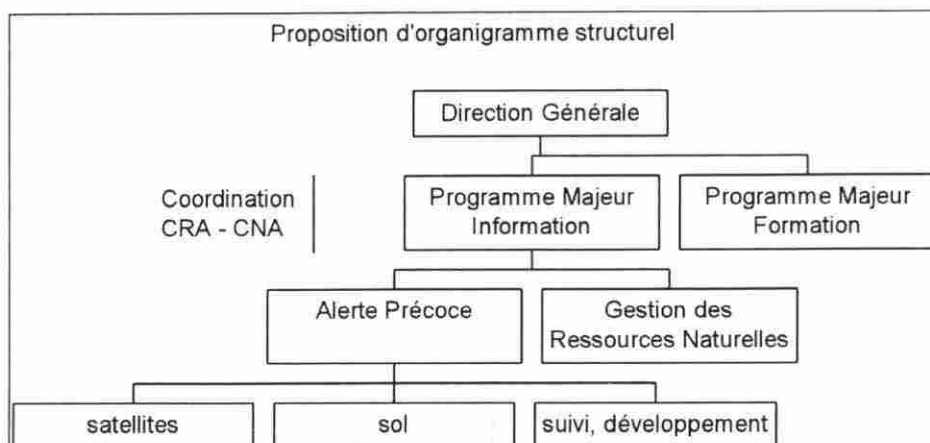 Proposition d'organigramme structurel
Direction Générale
Coordination
CRA - CNA
Programme Majeur
Information
Programme Majeur
Formation
Alerte Précoce
Gestion des
Ressources Naturelles
satellites
sol
suivi, développement